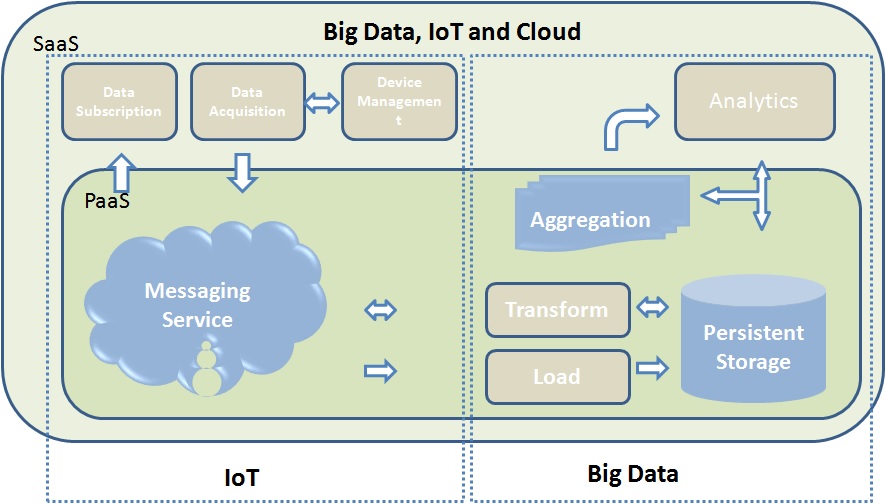 Big Data, IoT and Cloud
SaaS
Data
Subscription
Data
Acquisition
Device
Managemen
t
Analytics
PaaS
Aggregation
Messaging
Service
Transform
Load
Persistent
Storage
IoT
Big Data